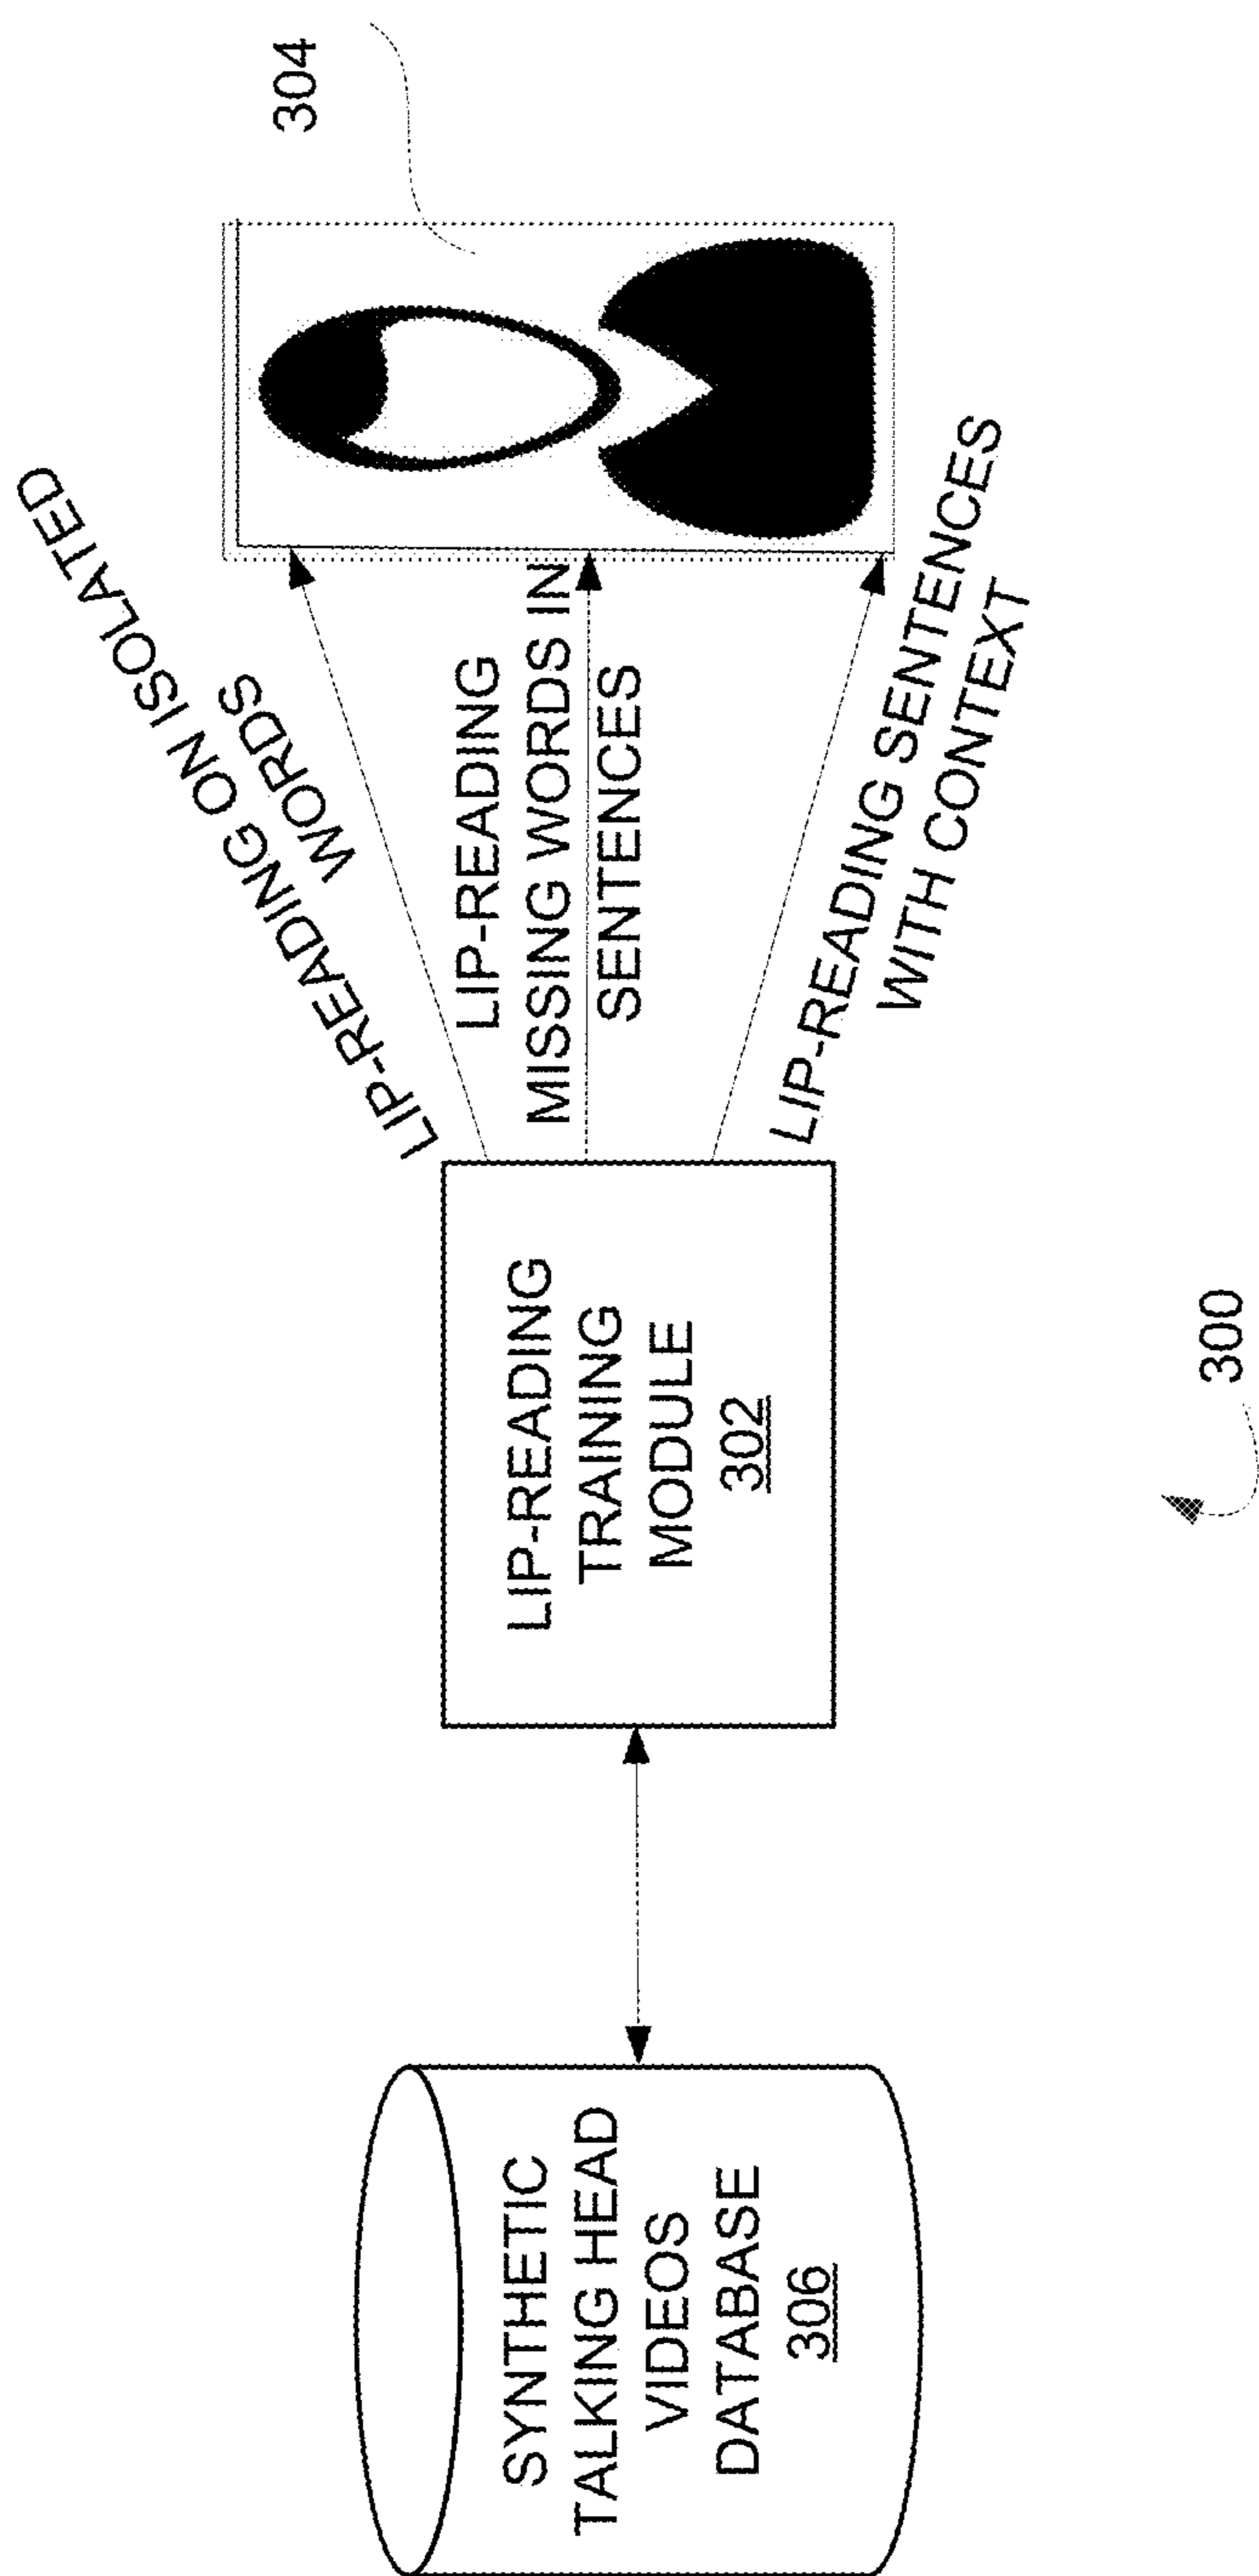 SYNTHETIC
TALKING HEAD
VIDEOS
DATABASE
306
LIP-READING
TRAINING
MODULE
302
LIP-READING ON ISOLATED
WORDS
LIP-READING
MISSING WORDS IN
SENTENCES
LIP-READING SENTENCES
WITH CONTEXT
304
300